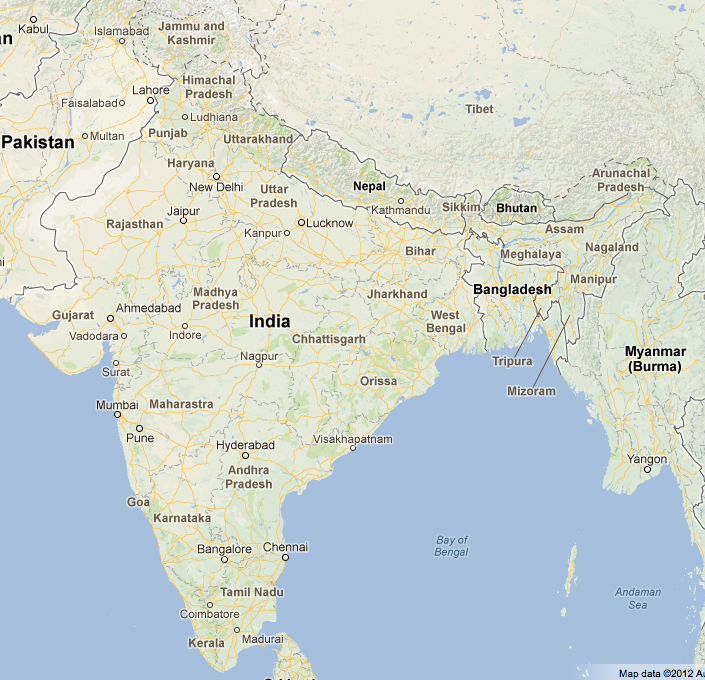 Kabul
Islamabad
Jammu and
Kashmir
an
Himachal
Pradesh
Lahore
Faisalabad
Ludhiana
Tibet
Multan
Punjab
Pakistan
Uttarakhand
Haryana
New Delhi
Nepal
Arunachal
Pradesh
Uttar
Pradesh
Kathmandu
Sikkim
Bhutan
Jaipur
Rajasthan
Lucknow
Kanpur
Assam
Bihar
Meghalaya
Nagaland
hi
Manipur
Bangladesh
Madhya
Pradesh
Jharkhand
Gujarat
Ahmedabad
India
West
Bengal
Vadodara
Indore
Chhattisgarh
Nagpur
Myanmar
(Burma)
Tripura
Surat
Orissa
Mizoram
Mumbai
Maharastra
Pune
Visakhapatnam
Hyderabad
Yangon
Andhra
Pradesh
Goa
Karnataka
Bay of
Bengal
Bangalore
Chennai
Tamil Nadu
Andaman
Sea
Coimbatore
Madurai
Kerala
Map data ©2012 Au